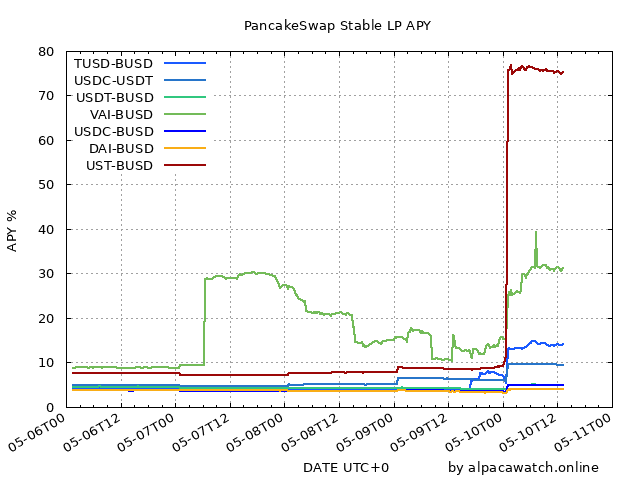 PancakeSwap Stable LP APY
80
70
60
50
40
30
20
10
0
APY %
TUSD-BUSD
USDC-USDT
USDT-BUSD
VAI-BUSD
USDC-BUSD
DAI-BUSD
UST-BUSD
05-06T00
05-06T12
05-07T00
05-07T12
05-08T00
05-08T12
05-09T00
05-09T12
05-10T00
05-10T12
05-11T00
DATE UTC+0
by alpacawatch.online